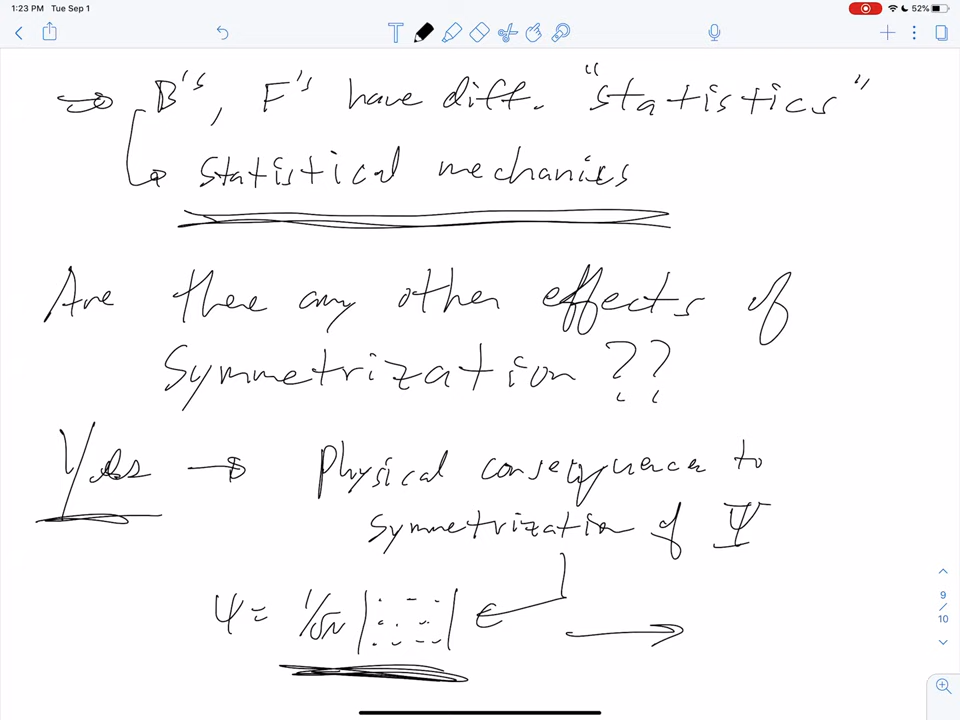 1:23 PM Tue Sep 1
52%
→ B's, F's have diff. "statistics"
→ statistical mechanics
Are there any other effects of
symmetrization ??
Yes → Physical consequence to
symmetrization of Ψ
Ψ = 1/√N | |
9
/
10